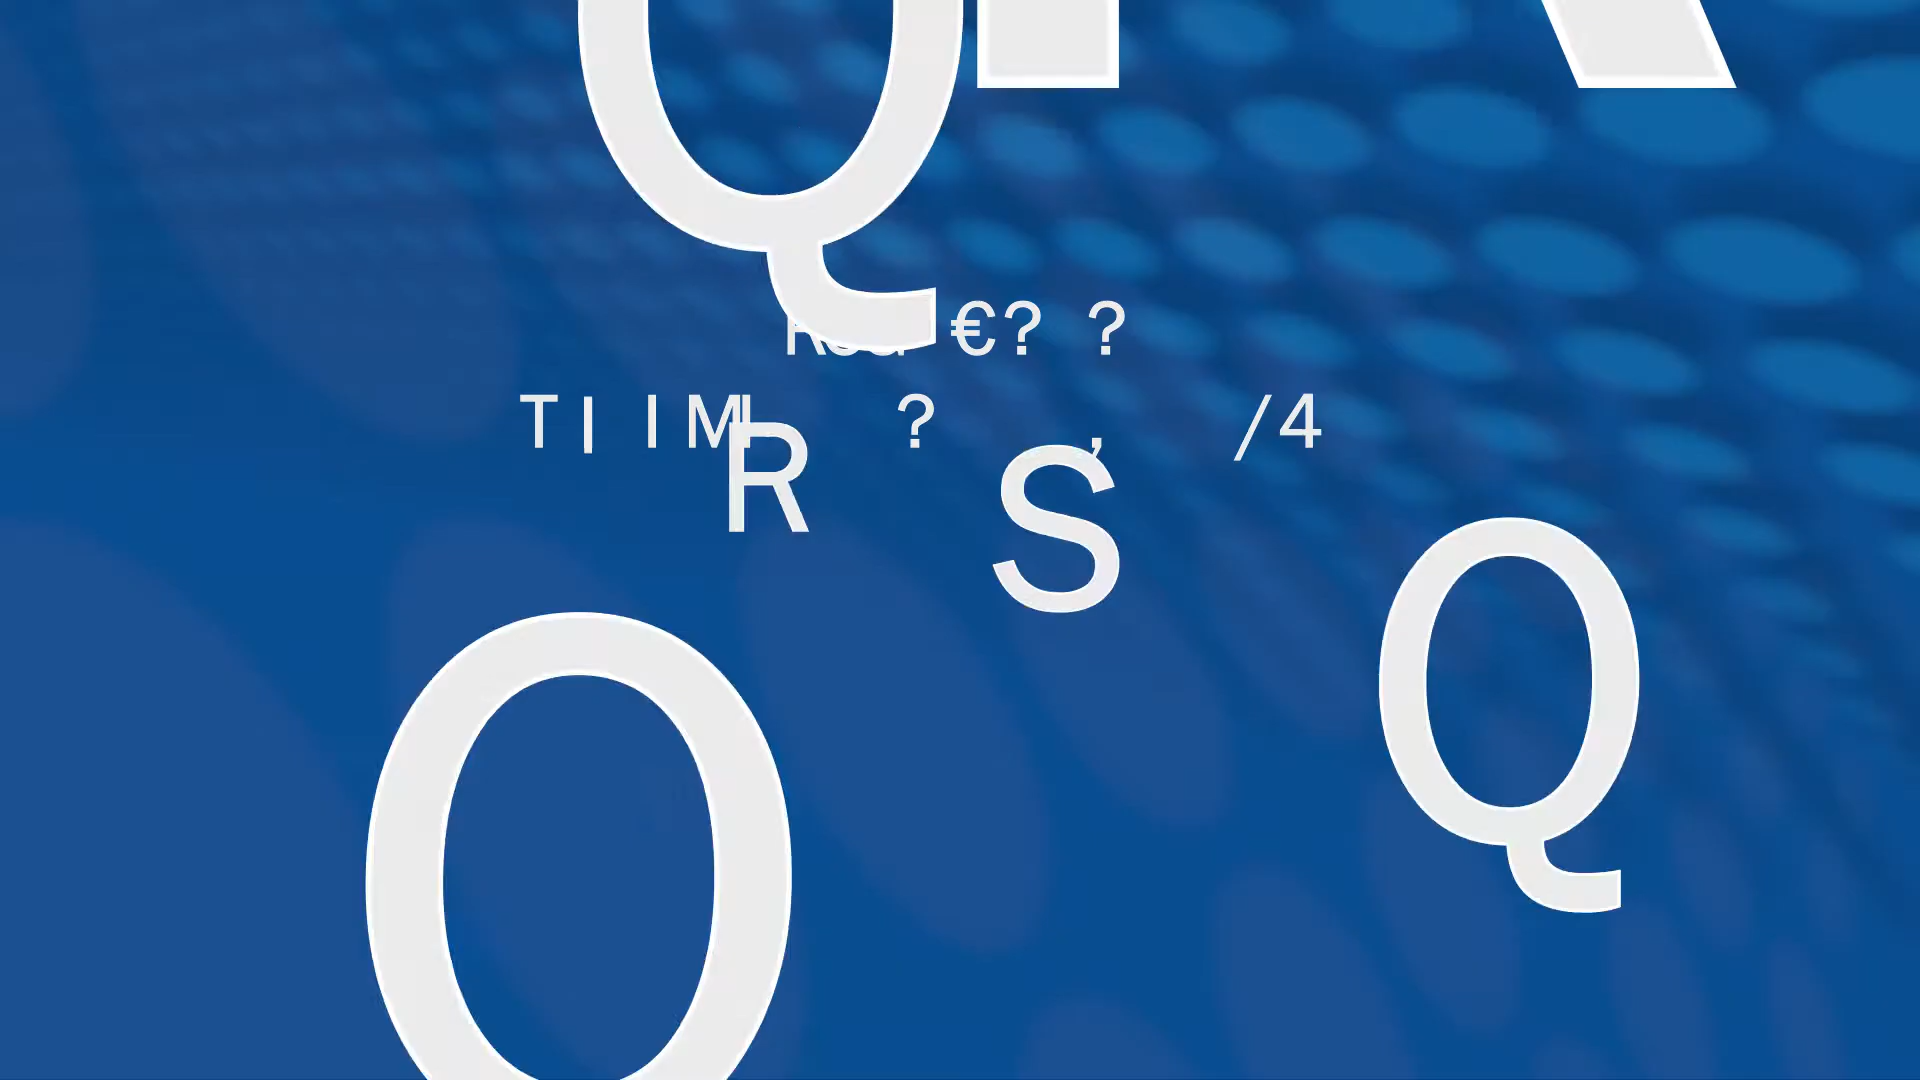 Q
€? ?
T I I M ? , /4
R S
Q
O